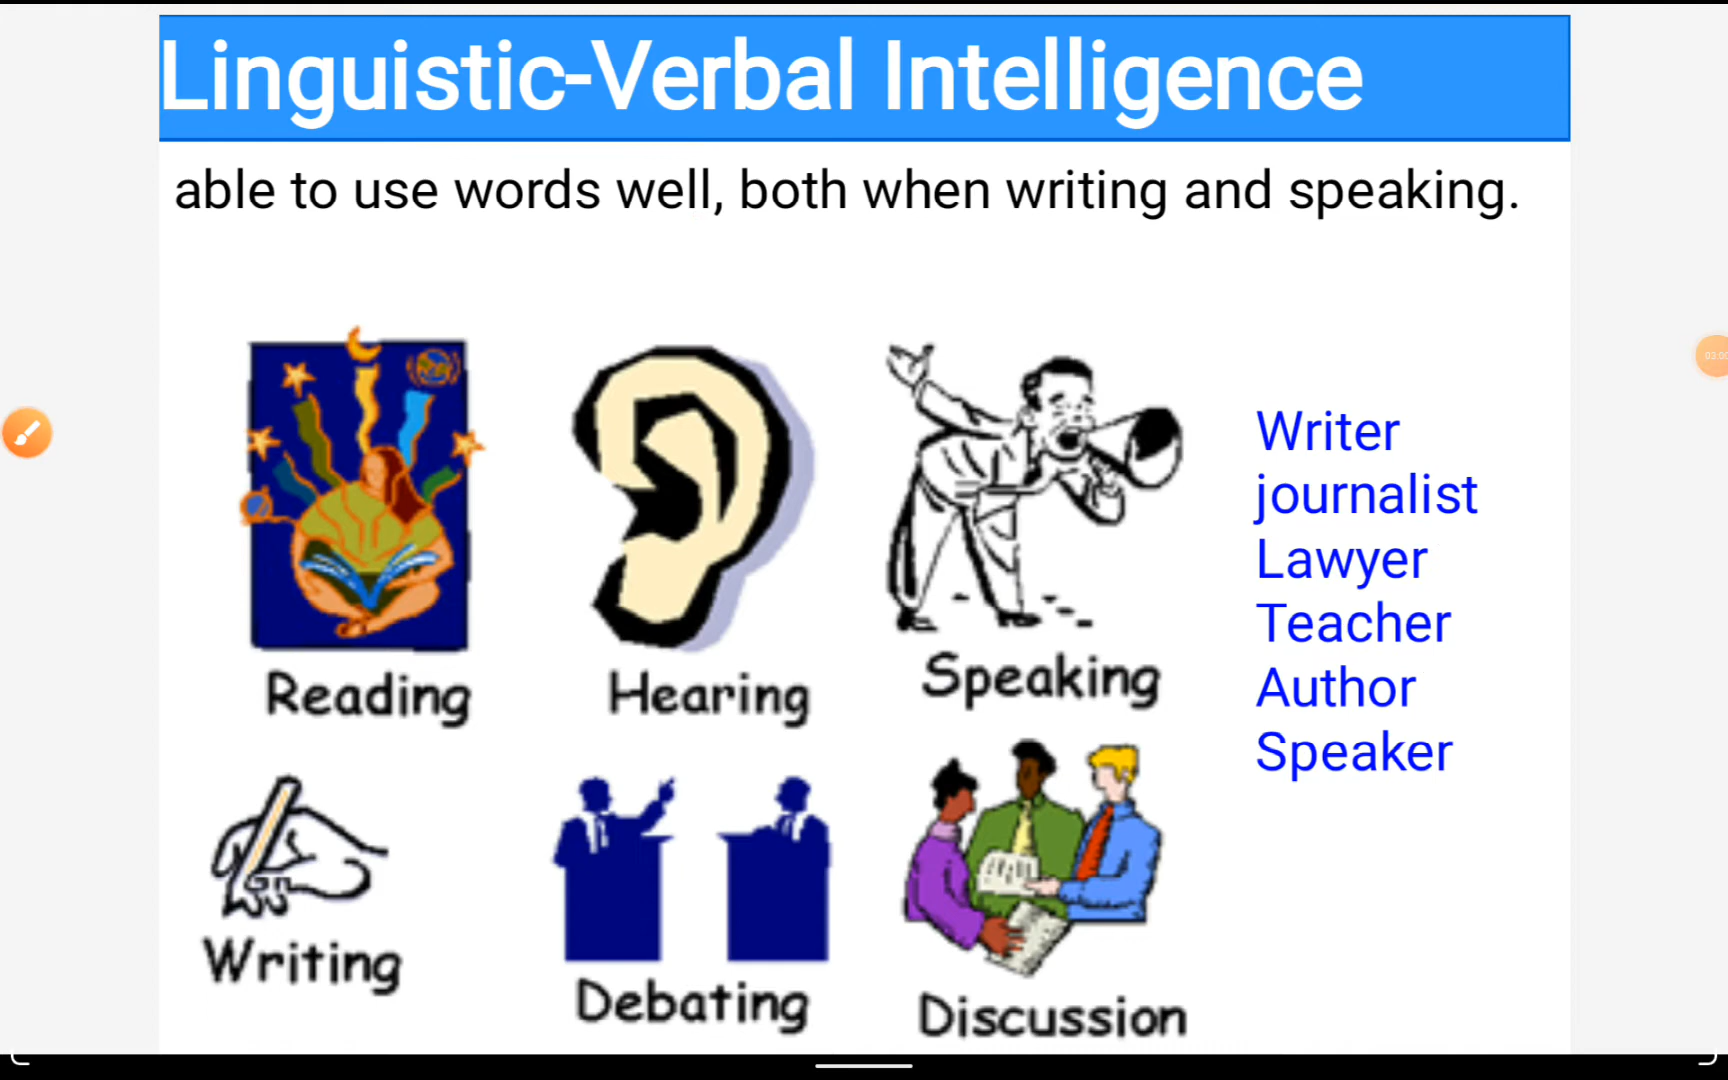 Linguistic-Verbal Intelligence
able to use words well, both when writing and speaking.
Reading
Hearing
Speaking
Writer
journalist
Lawyer
Teacher
Author
Speaker
Writing
Debating
Discussion